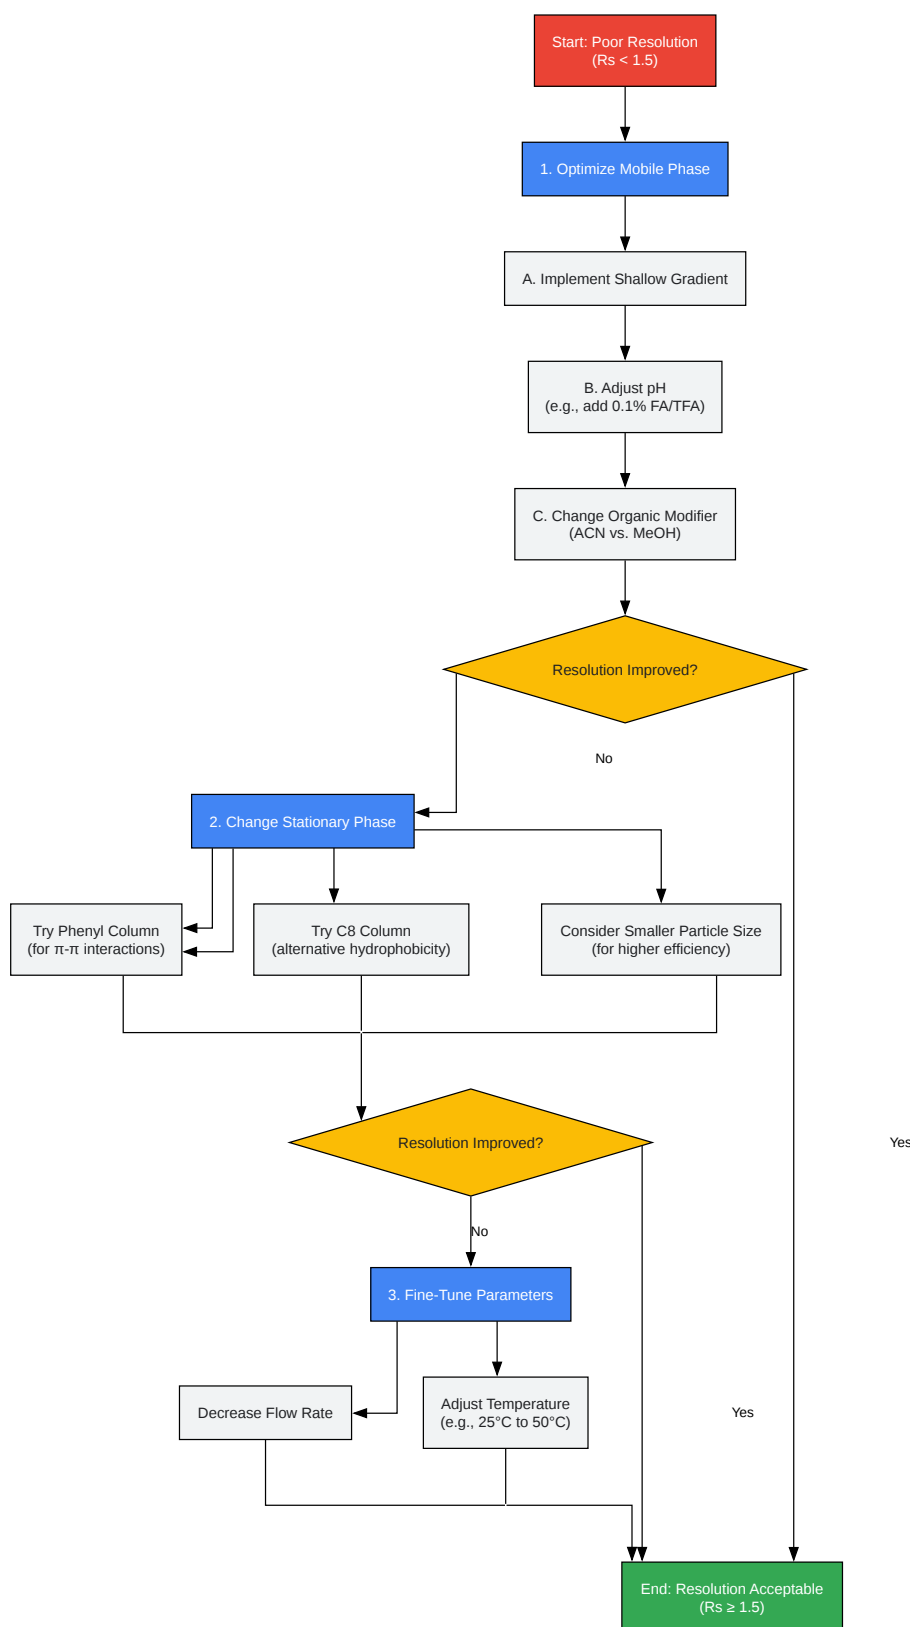 Start: Poor Resolution
(Rs < 1.5)
1. Optimize Mobile Phase
A. Implement Shallow Gradient
B. Adjust pH
(e.g., add 0.1% FA/TFA)
C. Change Organic Modifier
(ACN vs. MeOH)
Resolution Improved?
No
2. Change Stationary Phase
Try Phenyl Column
(for π-π interactions)
Try C8 Column
(alternative hydrophobicity)
Consider Smaller Particle Size
(for higher efficiency)
Resolution Improved?
Yes
No
3. Fine-Tune Parameters
Decrease Flow Rate
Adjust Temperature
(e.g., 25°C to 50°C)
Yes
End: Resolution Acceptable
(Rs ≥ 1.5)